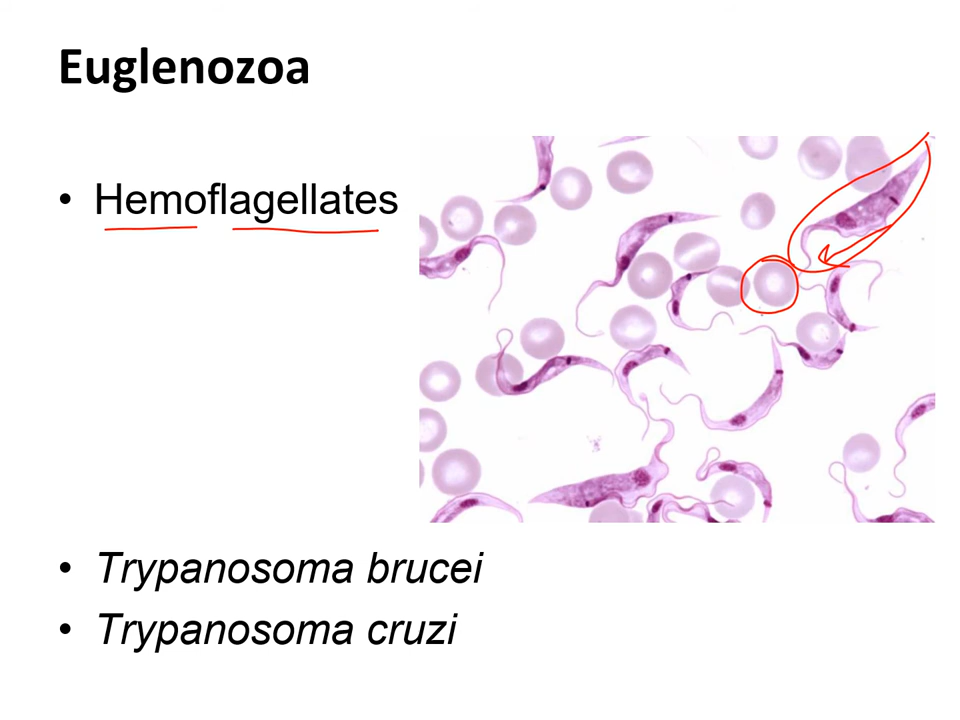 Euglenozoa
• Hemoflagellates
• Trypanosoma brucei
• Trypanosoma cruzi